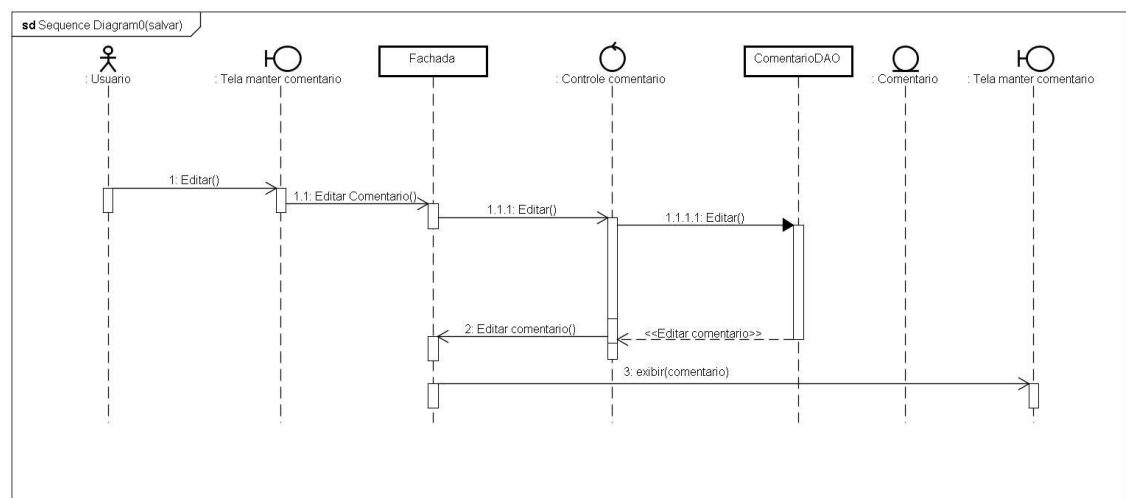 sd Sequence Diagram0(salvar)
: Usuario
: Tela manter comentario
Fachada
: Controle comentario
ComentarioDAO
: Comentario
: Tela manter comentario
1: Editar()
1.1: Editar Comentario()
1.1.1: Editar()
1.1.1.1: Editar()
2: Editar comentario()
<<Editar comentario>>
3: exibir(comentario)